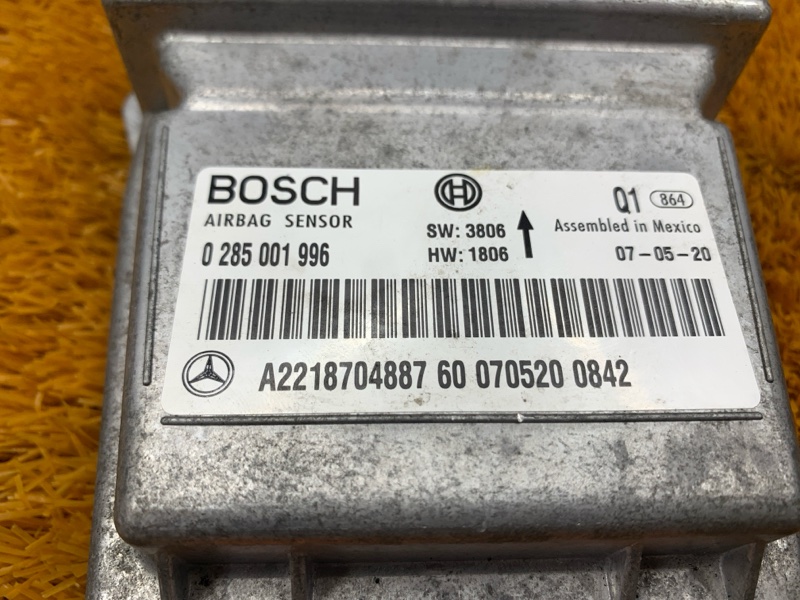 BOSCH
Q1 864
AIRBAG SENSOR
SW: 3806
Assembled in Mexico
0 285 001 996
HW: 1806
07-05-20
A2218704887 60 070520 0842